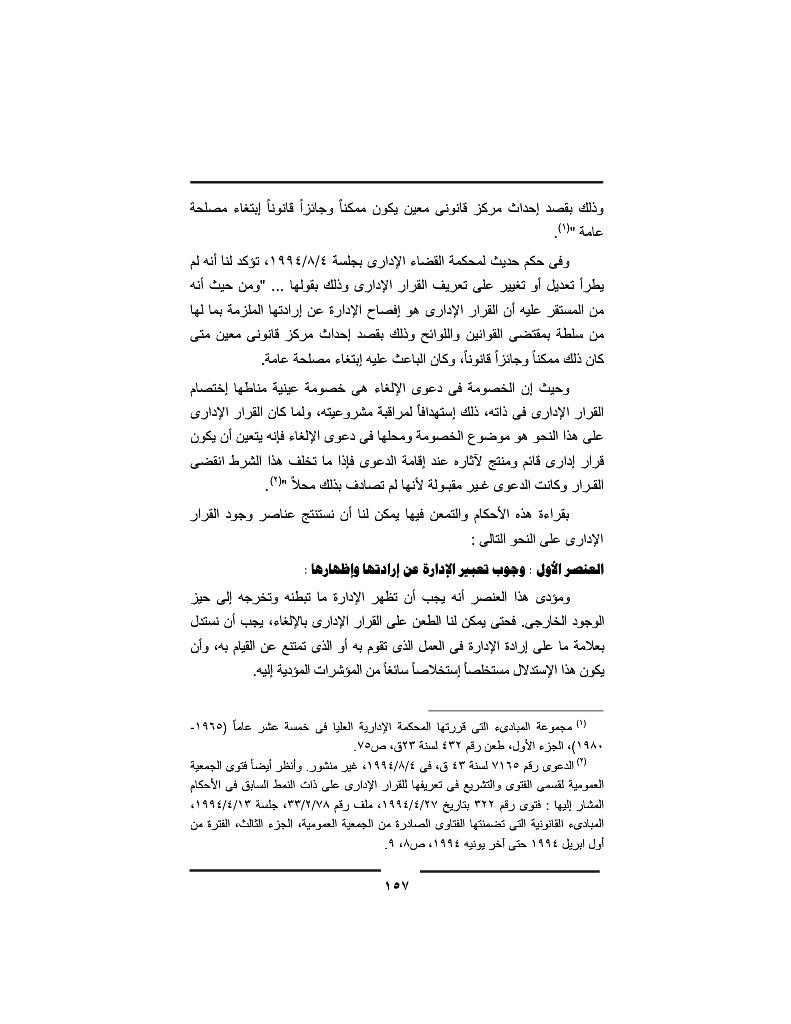 وذلك بقصد إحداث مركز قانونى معين يكون ممكناً وجائزاً قانوناً إبتغاء مصلحة
عامة "(١).
وفى حكم حديث لمحكمة القضاء الإدارى بجلسة ١٩٩٤/٨/٤، تؤكد لنا أنه لم
يطرأ تعديل أو تغيير على تعريف القرار الإدارى وذلك بقولها ... "ومن حيث أنه
من المستقر عليه أن القرار الإدارى هو إفصاح الإدارة عن إرادتها الملزمة بما لها
من سلطة بمقتضى القوانين واللوائح وذلك بقصد إحداث مركز قانونى معين متى
كان ذلك ممكناً وجائزاً قانوناً، وكان الباعث عليه إبتغاء مصلحة عامة.
وحيث إن الخصومة فى دعوى الإلغاء هى خصومة عينية مناطها إختصام
القرار الإدارى فى ذاته، ذلك إستهدافاً لمراقبة مشروعيته، ولما كان القرار الإدارى
على هذا النحو هو موضوع الخصومة ومحلها فى دعوى الإلغاء فإنه يتعين أن يكون
قرار إدارى قائم ومنتج لآثاره عند إقامة الدعوى فإذا ما تخلف هذا الشرط انقضى
القـرار وكانت الدعوى غـير مقبـولة لأنها لم تصادف بذلك محلاً "(٢).
بقراءة هذه الأحكام والتمعن فيها يمكن لنا أن نستنتج عناصر وجود القرار
الإدارى على النحو التالى :
العنصر الأول : وجوب تعبير الإدارة عن إرادتها وإظهارها :
ومؤدى هذا العنصر أنه يجب أن تظهر الإدارة ما تبطنه وتخرجه إلى حيز
الوجود الخارجى. فحتى يمكن لنا الطعن على القرار الإدارى بالإلغاء، يجب أن نستدل
بعلامة ما على إرادة الإدارة فى العمل الذى تقوم به أو الذى تمتنع عن القيام به، وأن
يكون هذا الإستدلال مستخلصاً إستخلاصاً سائغاً من المؤشرات المؤدية إليه.
(١) مجموعة المبادىء التى قررتها المحكمة الإدارية العليا فى خمسة عشر عاماً (١٩٦٥-
١٩٨٠)، الجزء الأول، طعن رقم ٤٣٢ لسنة ٢٣ق، ص٧٥.
(٢) الدعوى رقم ٧١٦٥ لسنة ٤٣ ق، فى ١٩٩٤/٨/٤، غير منشور. وأنظر أيضاً فتوى الجمعية
العمومية لقسمى الفتوى والتشريع فى تعريفها للقرار الإدارى على ذات النمط السابق فى الأحكام
المشار إليها : فتوى رقم ٣٢٢ بتاريخ ١٩٩٤/٤/٢٧، ملف رقم ٣٣/٢/٧٨، جلسة ١٩٩٤/٤/١٣،
المبادىء القانونية التى تضمنتها الفتاوى الصادرة من الجمعية العمومية، الجزء الثالث، الفترة من
أول ابريل ١٩٩٤ حتى آخر يونيه ١٩٩٤، ص٨، ٩.
١٥٧